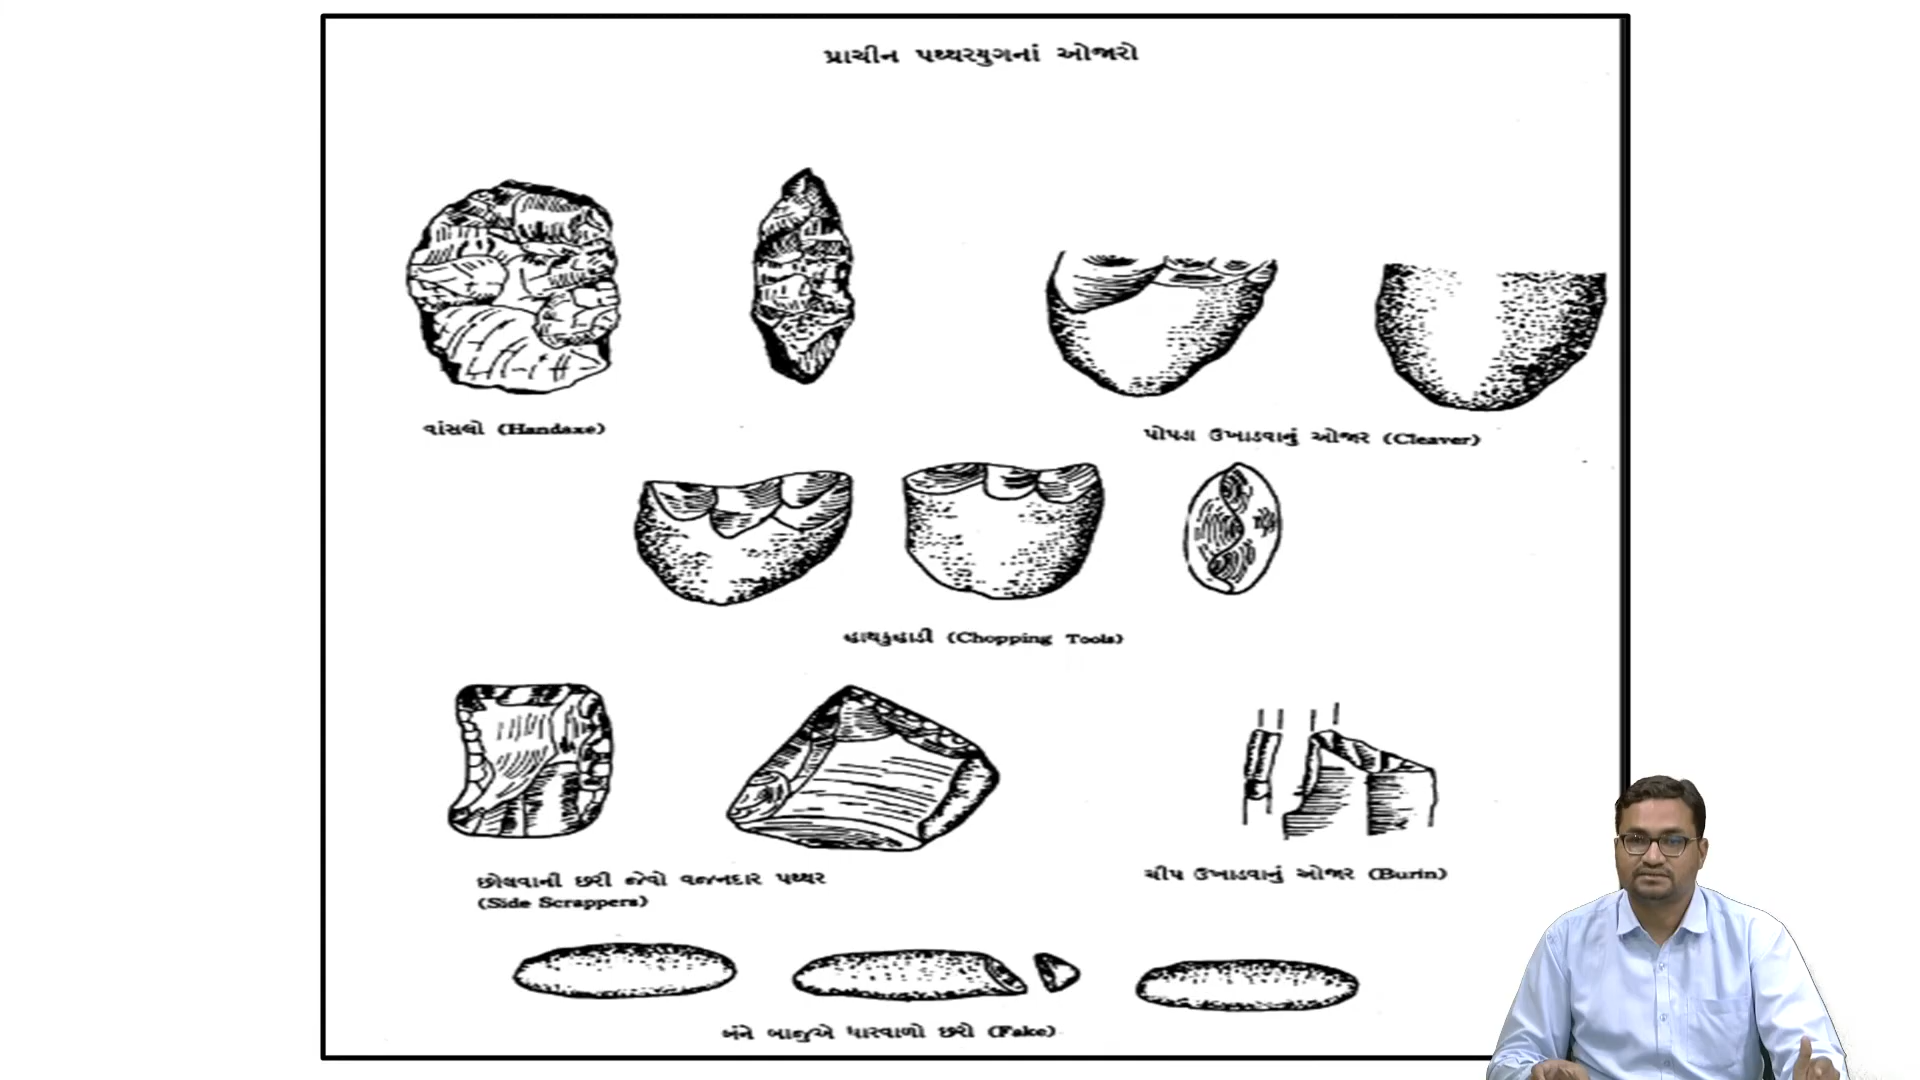 પ્રાચીન પથ્થરયુગનાં ઓજારો
વાંસલો (Handaxe)
પોપડા ઉખાડવાનું ઓજાર (Cleaver)
હાથકુહાડી (Chopping Tools)
છોલવાની છરી જેવો વજનદાર પથ્થર
(Side Scrappers)
ચીપ ઉખાડવાનું ઓજાર (Burin)
બંને બાજુએ ધારવાળો છરો (Fake)